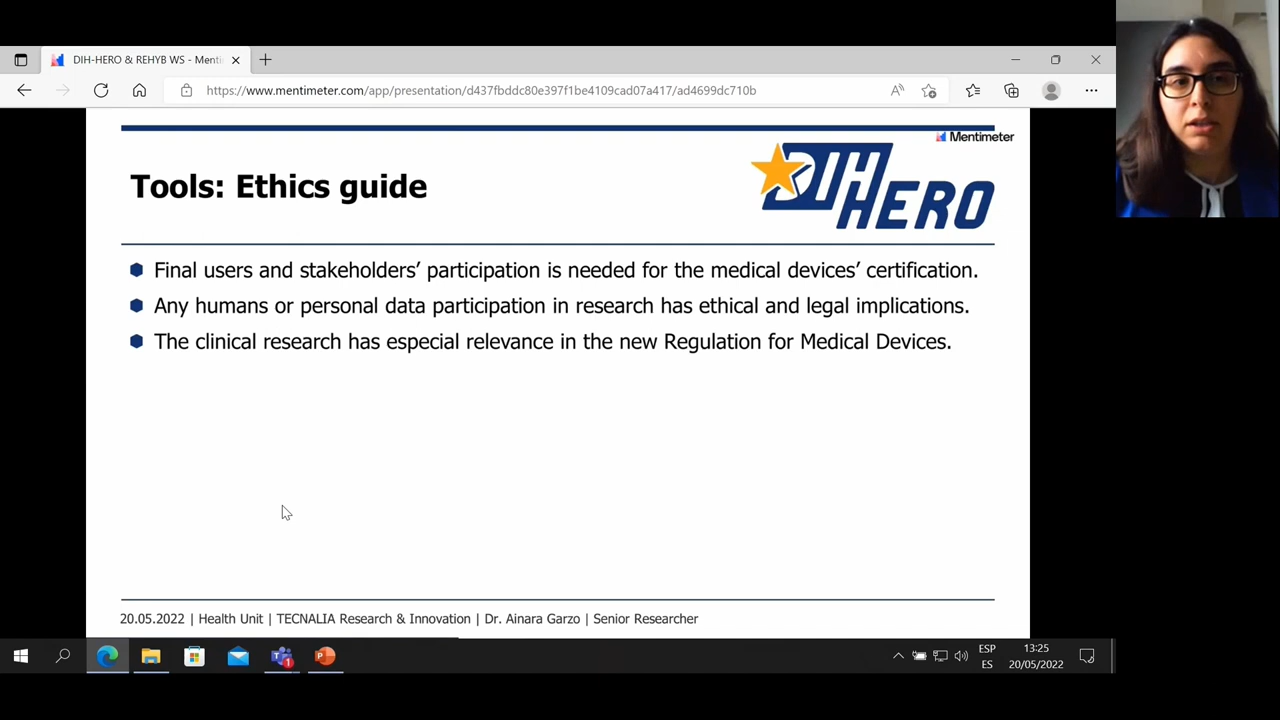 DIH-HERO & REHYB WS - Menti
https://www.mentimeter.com/app/presentation/d437fbddc80e397f1be4109cad07a417/ad4699dc710b
Mentimeter
DIH
HERO
Tools: Ethics guide
Final users and stakeholders’ participation is needed for the medical devices’ certification.
Any humans or personal data participation in research has ethical and legal implications.
The clinical research has especial relevance in the new Regulation for Medical Devices.
20.05.2022 | Health Unit | TECNALIA Research & Innovation | Dr. Ainara Garzo | Senior Researcher
1
ESP
ES
13:25
20/05/2022